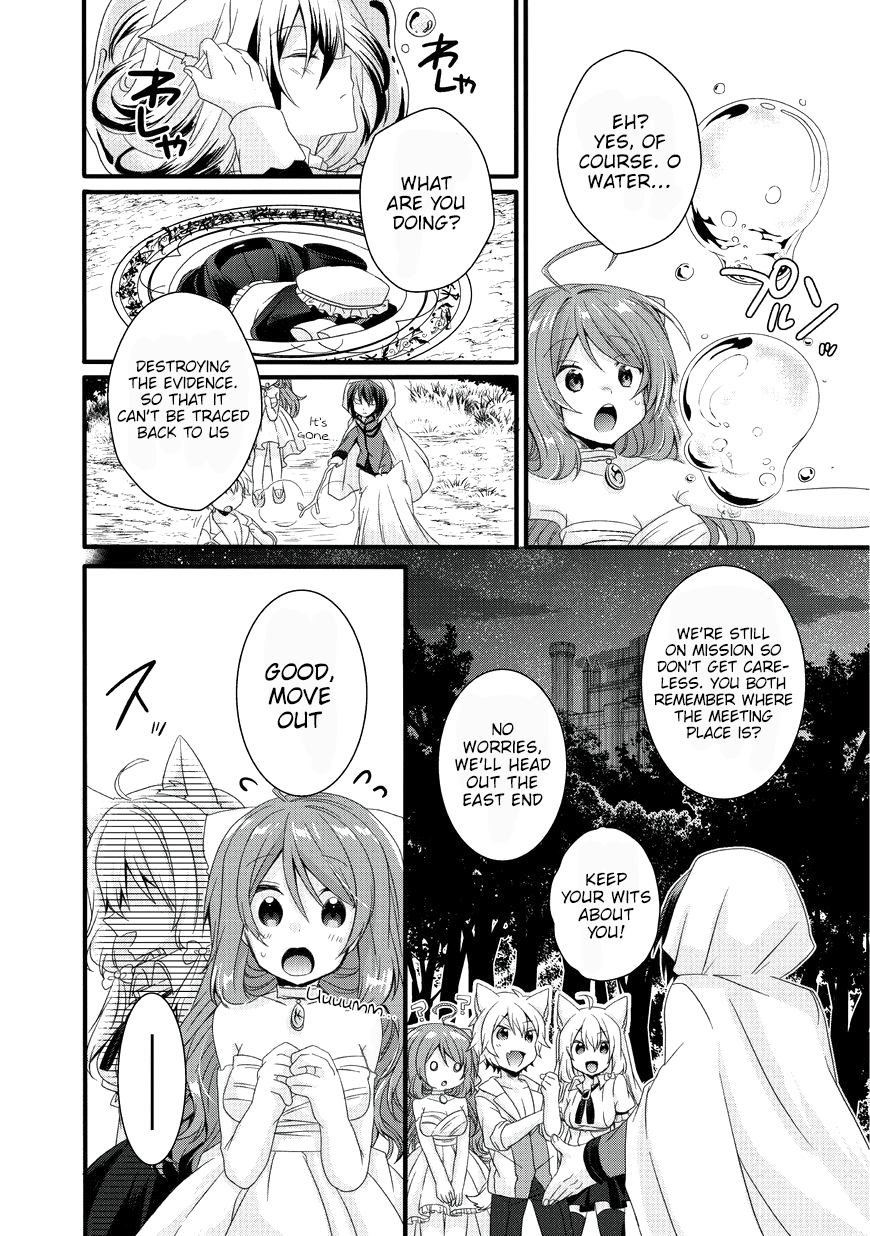 EH?
YES, OF
COURSE. O
WATER...
プルン
わしゃ
わしゃ
WHAT
ARE YOU
DOING?
DESTROYING
THE EVIDENCE.
SO THAT IT
CAN'T BE TRACED
BACK TO US
IT'S
GONE.
WE'RE STILL
ON MISSION SO
DON'T GET CARE-
LESS. YOU BOTH
REMEMBER WHERE
THE MEETING
PLACE IS?
NO
WORRIES,
WE'LL HEAD
OUT THE
EAST END
KEEP
YOUR WITS
ABOUT
YOU!
???
GOOD,
MOVE
OUT
ス
Uuuumm...